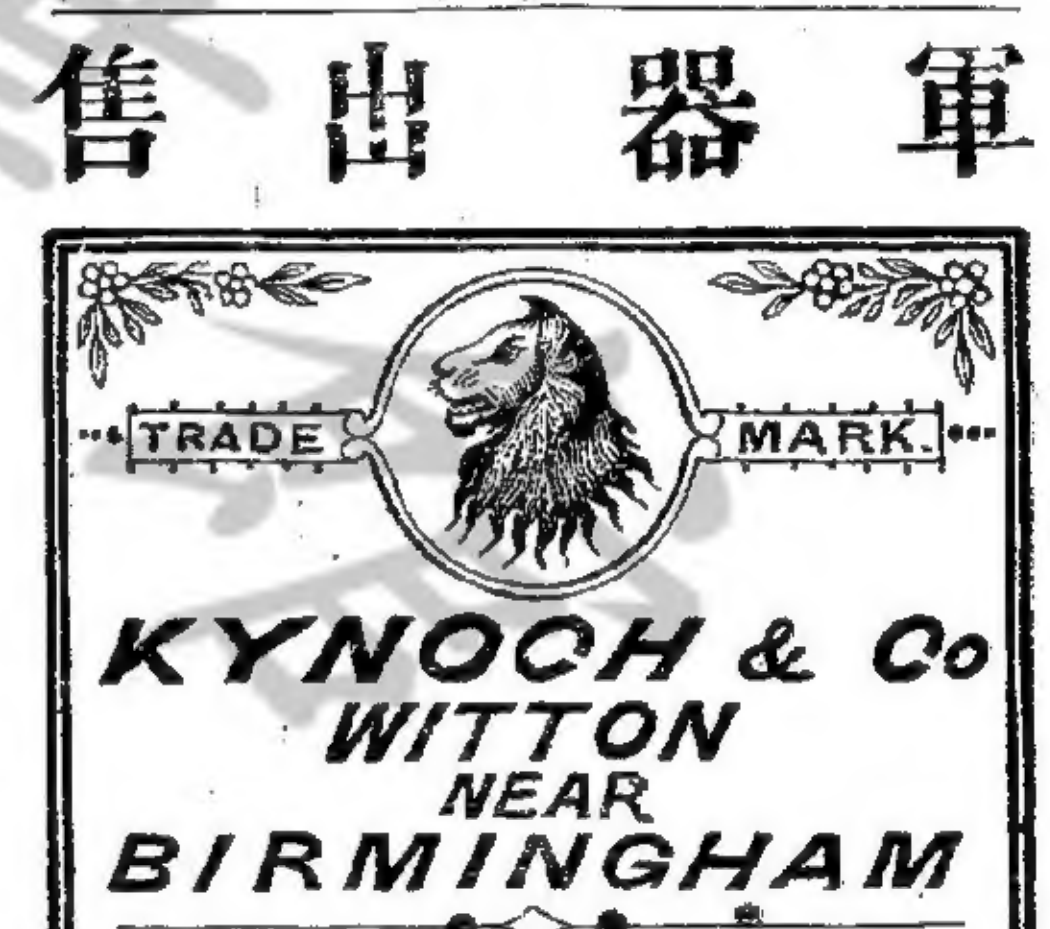 軍器出售
TRADE MARK.
KYNOCH & Co
WITTON
NEAR
BIRMINGHAM